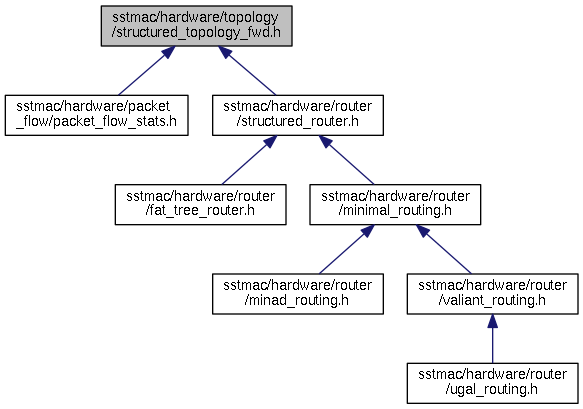 sstmac/hardware/topology
/structured_topology_fwd.h
sstmac/hardware/packet
_flow/packet_flow_stats.h
sstmac/hardware/router
/structured_router.h
sstmac/hardware/router
/fat_tree_router.h
sstmac/hardware/router
/minimal_routing.h
sstmac/hardware/router
/minad_routing.h
sstmac/hardware/router
/valiant_routing.h
sstmac/hardware/router
/ugal_routing.h